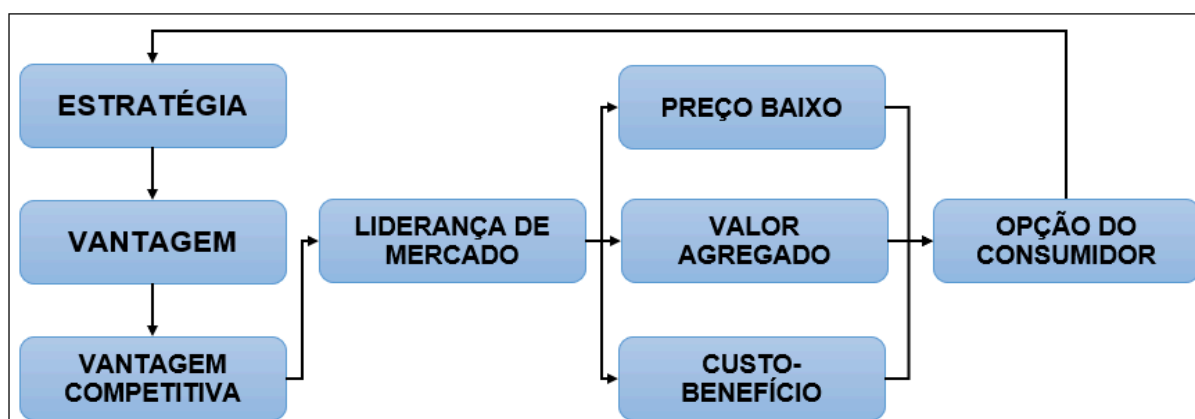 ESTRATÉGIA
VANTAGEM
VANTAGEM
COMPETITIVA
LIDERANÇA DE
MERCADO
PREÇO BAIXO
VALOR
AGREGADO
CUSTO-
BENEFÍCIO
OPÇÃO DO
CONSUMIDOR